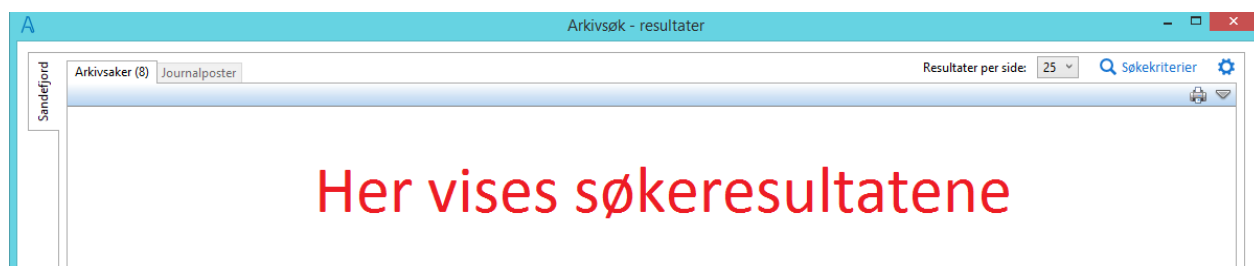 Arkivsøk - resultater
Sandefjord
Arkivsaker (8) Journalposter Resultater per side: 25 Søkekriterier
Her vises søkeresultatene